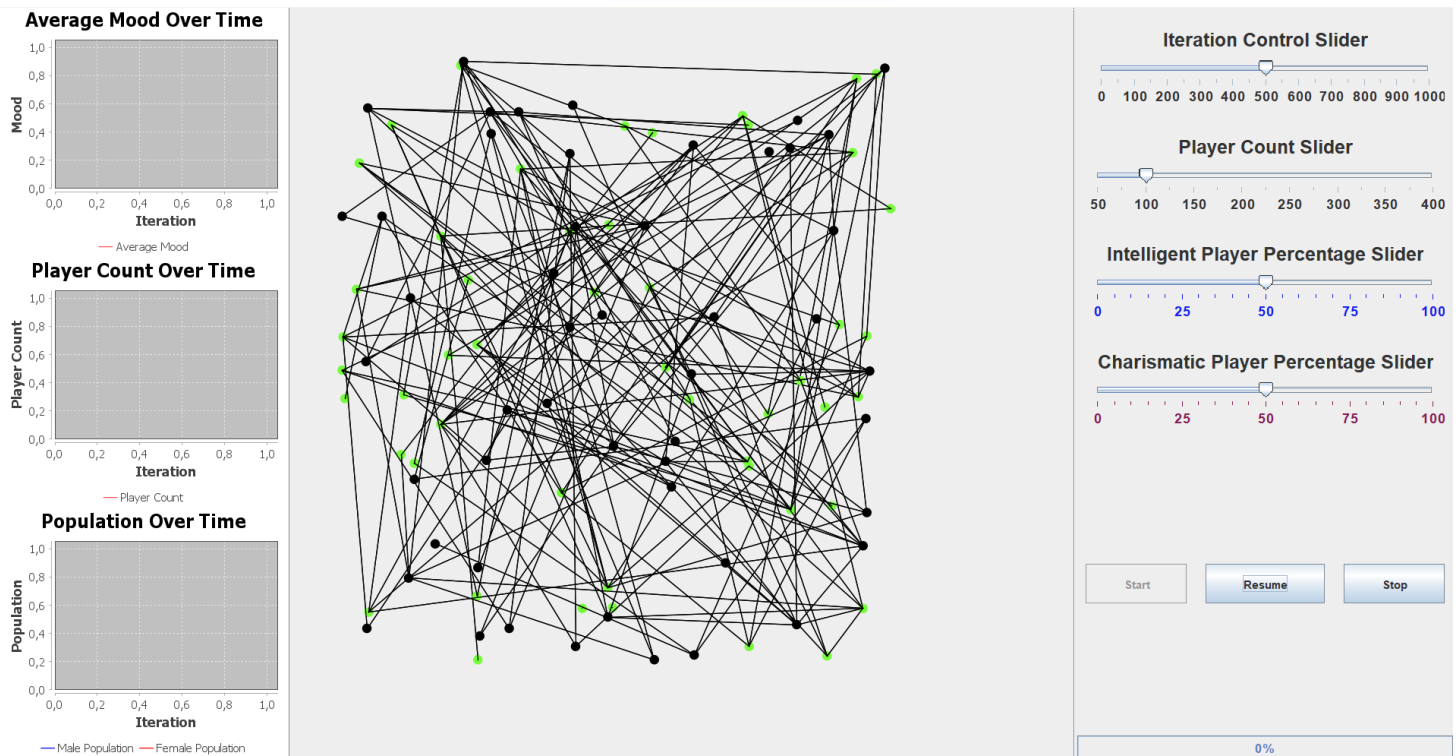 Average Mood Over Time
1,0
0,8
0,6
0,4
0,2
0,0
Mood
0,0 0,2 0,4 0,6 0,8 1,0
Iteration
Average Mood
Player Count Over Time
1,0
0,8
0,6
0,4
0,2
0,0
Player Count
0,0 0,2 0,4 0,6 0,8 1,0
Iteration
Player Count
Population Over Time
1,0
0,8
0,6
0,4
0,2
0,0
Population
0,0 0,2 0,4 0,6 0,8 1,0
Iteration
Male Population Female Population
Iteration Control Slider
0 100 200 300 400 500 600 700 800 900 1000
Player Count Slider
50 100 150 200 250 300 350 400
Intelligent Player Percentage Slider
0 25 50 75 100
Charismatic Player Percentage Slider
0 25 50 75 100
Start Resume Stop
0%